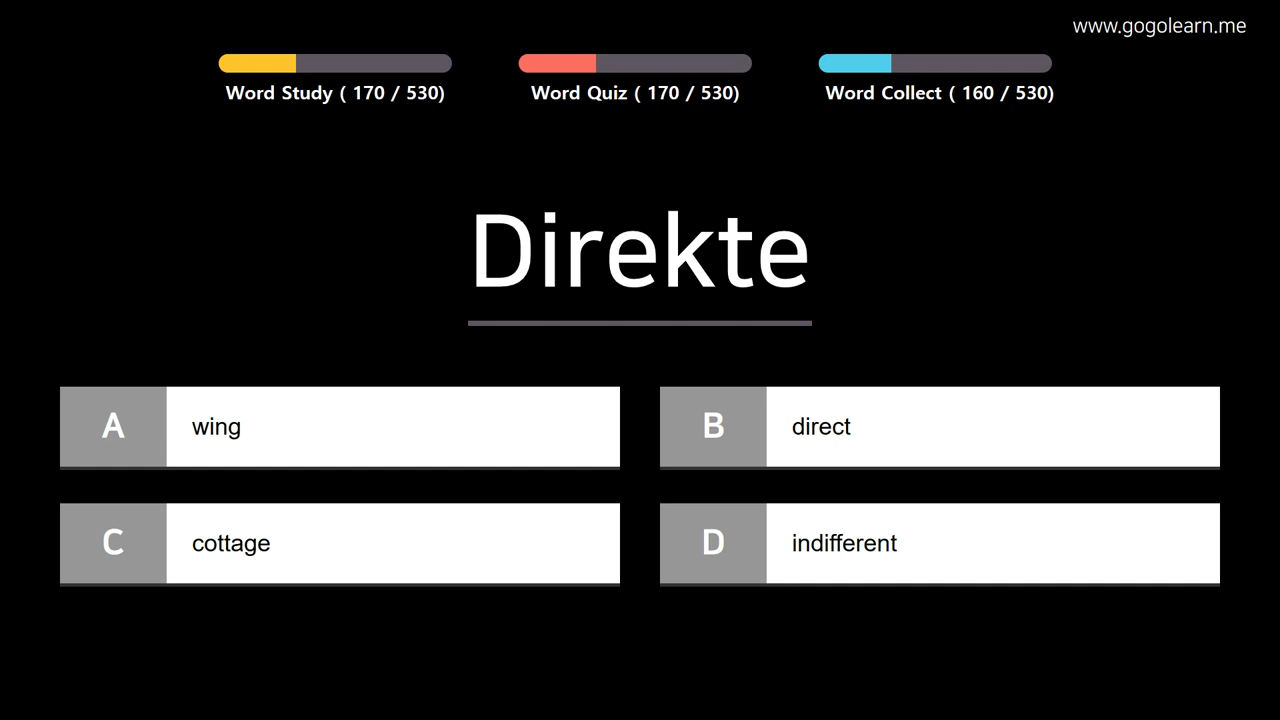 www.gogolearn.me
Word Study ( 170 / 530)
Word Quiz ( 170 / 530)
Word Collect ( 160 / 530)
Direkte
A wing
B direct
C cottage
D indifferent